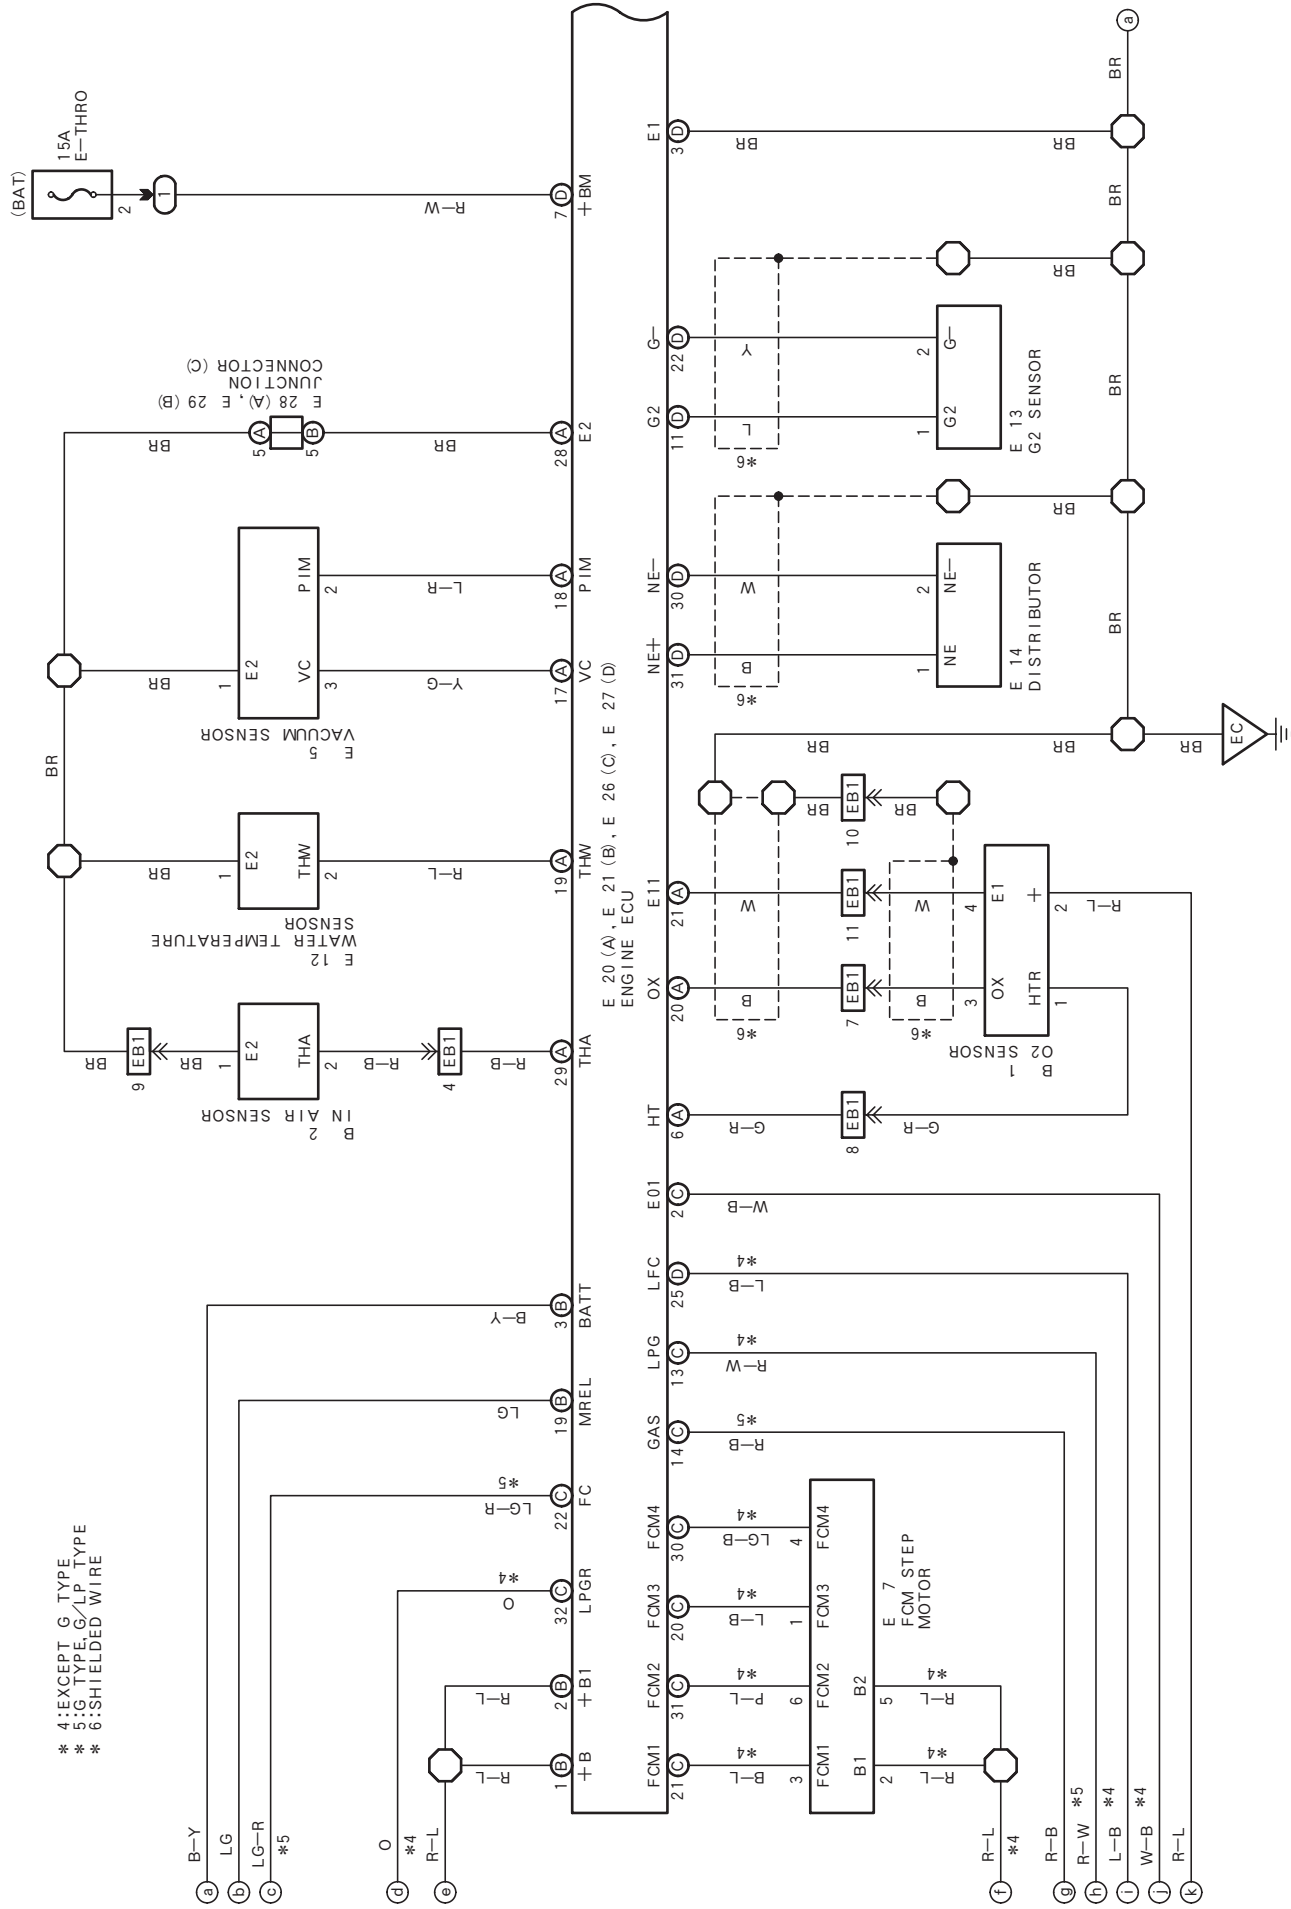 * 4:EXCEPT G TYPE
* 5:G TYPE, G/LP TYPE
* 6:SHIELDED WIRE
a
B-Y
b
LG
c
LG-R
*5
d
O
*4
e
R-L
R-L
R-L
O
*4
LG-R
*5
LG
B-Y
1
B
+B
2
B
+B1
32
C
LPGR
22
C
FC
19
B
MREL
3
B
BATT
29
A
THA
19
A
THW
17
A
VC
18
A
PIM
28
A
E2
7
D
+BM
B 2
IN AIR SENSOR
E2
THA
1
2
BR
9
EB1
BR
R-B
4
EB1
R-B
E 12
WATER TEMPERATURE
SENSOR
E2
THW
1
2
BR
R-L
BR
E 5
VACUUM SENSOR
E2
VC
PIM
1
3
2
BR
Y-G
L-R
BR
5
A
5
B
BR
E 28 (A), E 29 (B)
JUNCTION
CONNECTOR (C)
(BAT)
15A
E-THRO
2
1
R-W
E 20 (A), E 21 (B), E 26 (C), E 27 (D)
ENGINE ECU
FCM1
21
C
FCM2
31
C
FCM3
20
C
FCM4
30
C
GAS
14
C
LPG
13
C
LFC
25
D
E01
2
C
HT
6
A
OX
20
A
E11
21
A
NE+
31
D
NE-
30
D
G2
11
D
G-
22
D
E1
3
D
B-L
*4
P-L
*4
L-B
*4
LG-B
*4
R-B
*5
R-W
*4
L-B
*4
W-B
3
FCM1
6
FCM2
1
FCM3
4
FCM4
B1
B2
2
5
E 7
FCM STEP
MOTOR
R-L
*4
R-L
*4
G-R
8
EB1
G-R
B
*6
7
EB1
B
*6
W
11
EB1
W
BR
10
EB1
BR
3
OX
4
E1
HTR
+
1
2
B 1
O2 SENSOR
R-L
BR
BR
BR
EC
B
*6
W
1
NE
2
NE-
E 14
DISTRIBUTOR
BR
BR
L
*6
Y
1
G2
2
G-
E 13
G2 SENSOR
BR
BR
BR
BR
BR
BR
a
f
R-L
*4
g
R-B
*5
h
R-W
*4
i
L-B
*4
j
W-B
k
R-L